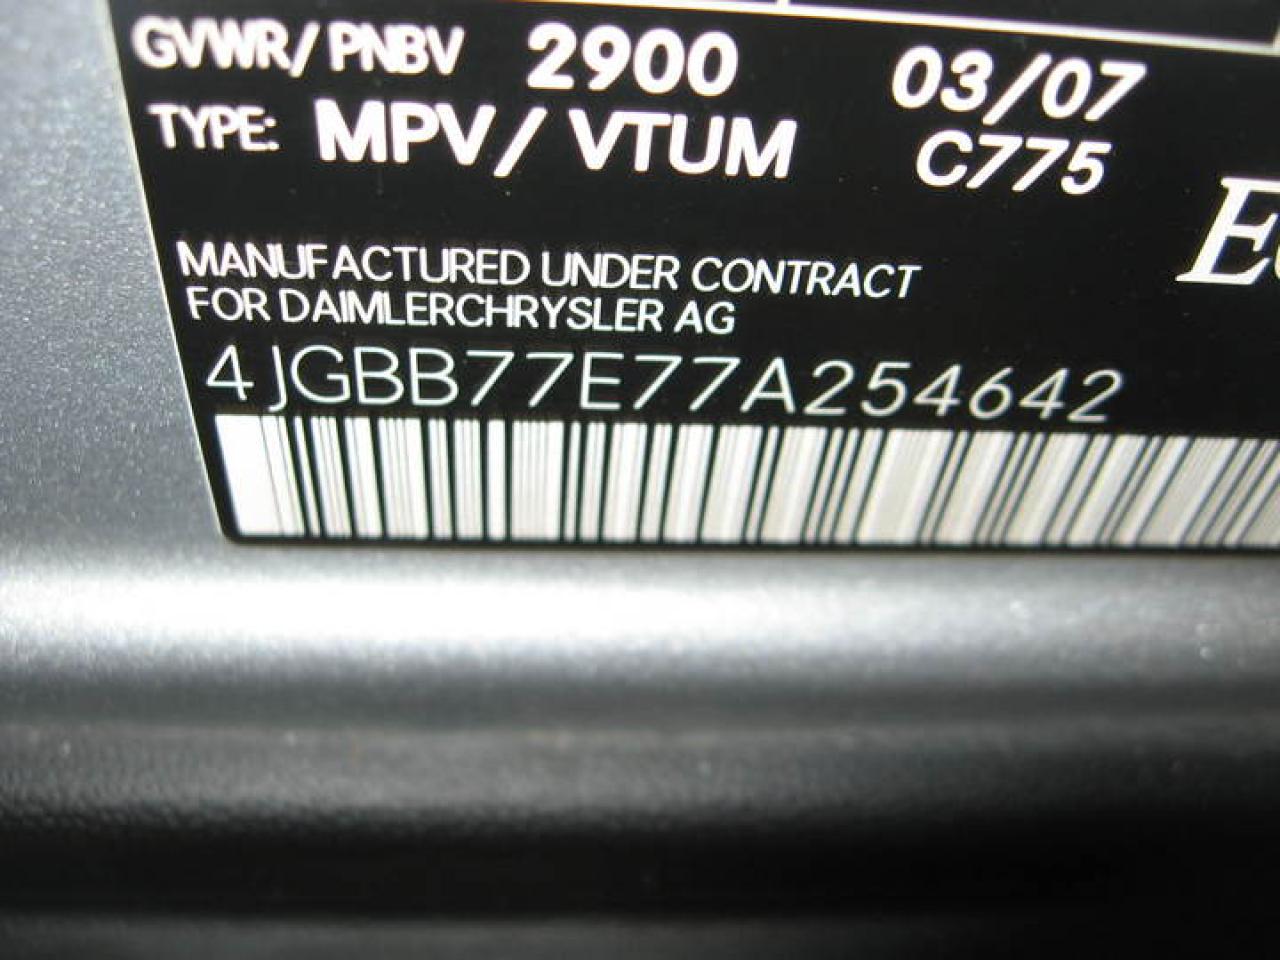 GVWR/PNBV 2900 03/07
TYPE: MPV/VTUM C775
MANUFACTURED UNDER CONTRACT
FOR DAIMLERCHRYSLER AG
4JGBB77E77A254642